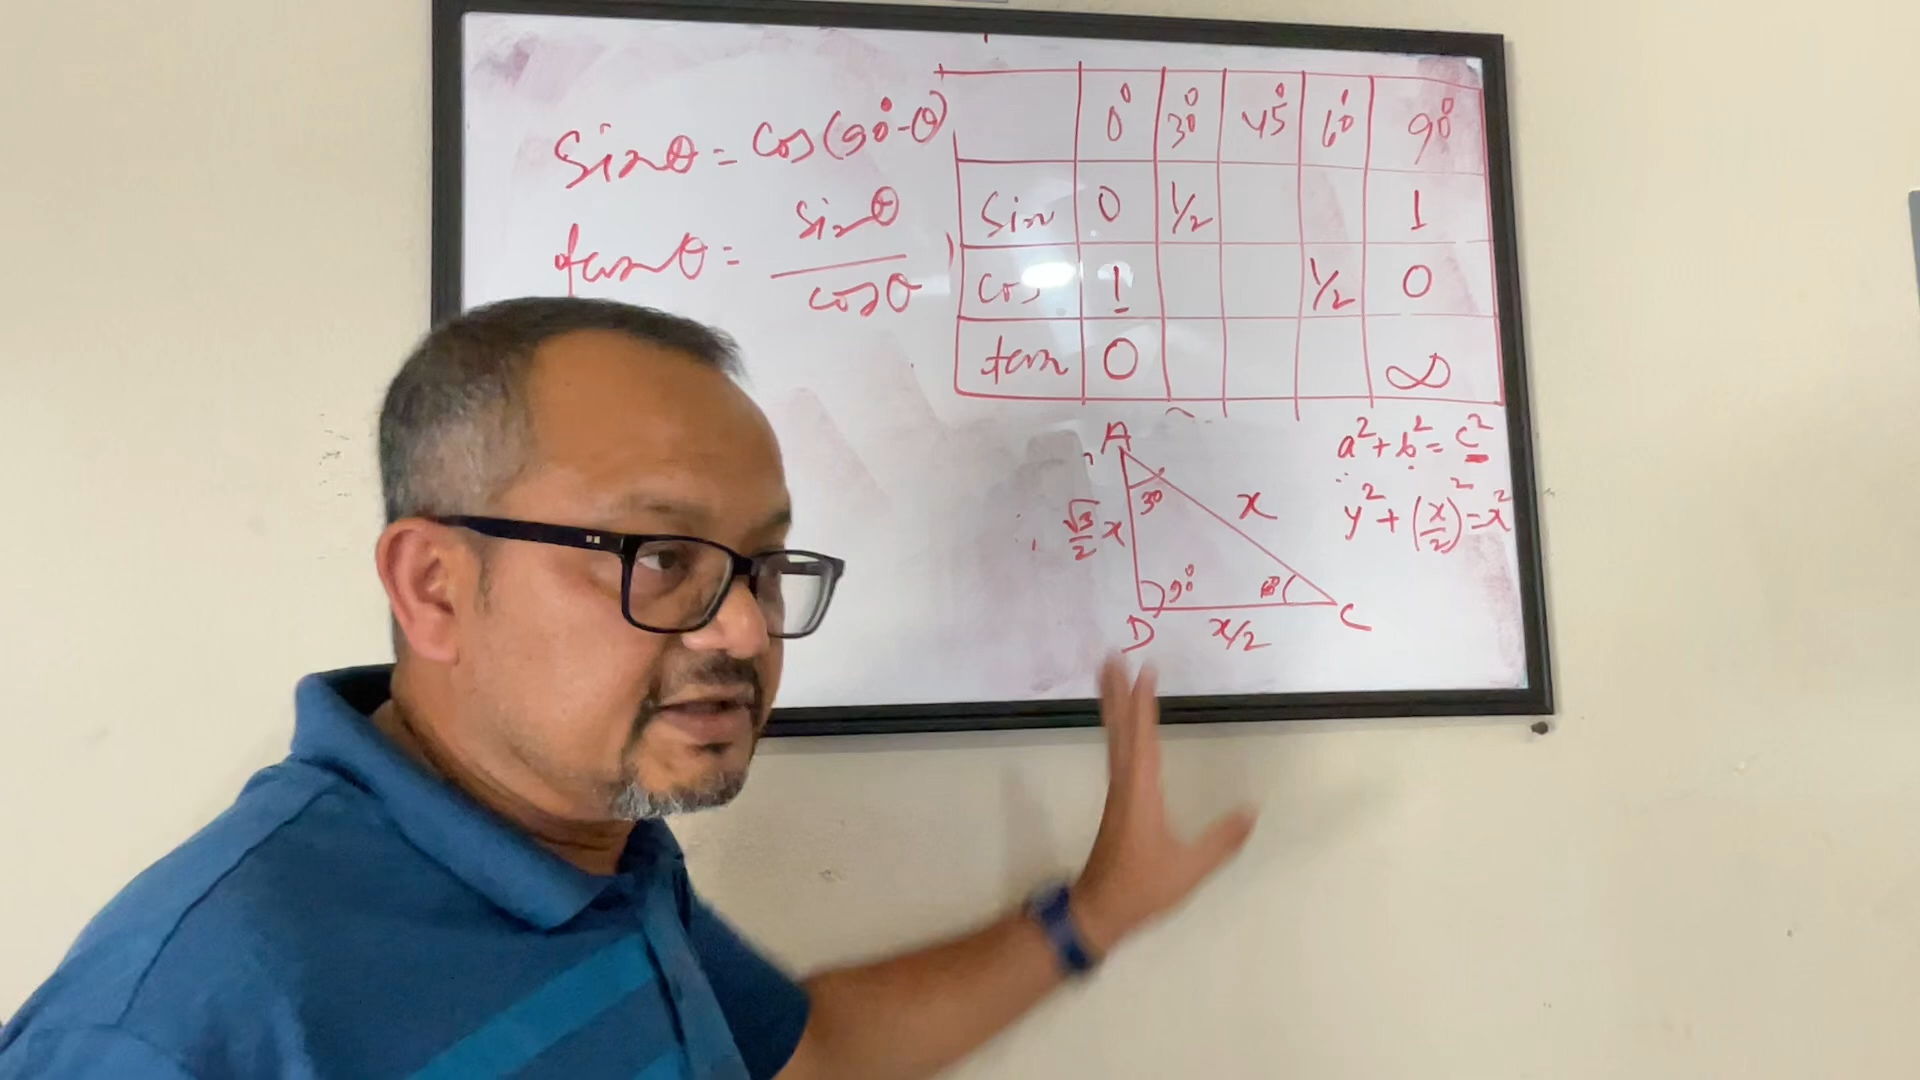 sinθ = cos(90°-θ)
tanθ = sinθ / cosθ
0° 30° 45° 60° 90°
sin 0 1/2 1
cos 1 1/2 0
tan 0 ∞
A
30
√3/2 x
x
90°
60
D
x/2
C
a² + b² = c²
y² + (x/2)² = x²